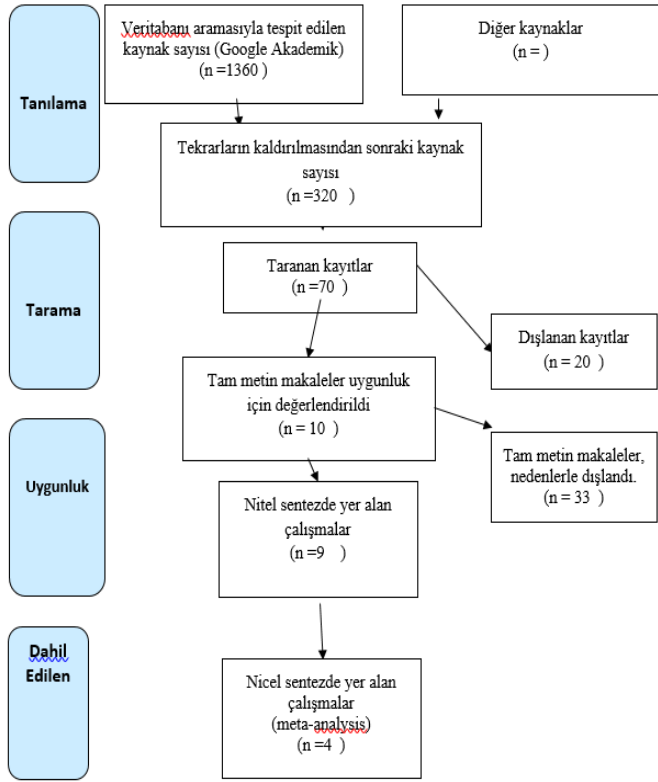 Veritabanı aramasıyla tespit edilen
kaynak sayısı (Google Akademik)
(n =1360 )
Diğer kaynaklar
(n = )
Tanılama
Tekrarların kaldırılmasından sonraki kaynak
sayısı
(n =320 )
Taranan kayıtlar
(n =70 )
Tarama
Dışlanan kayıtlar
(n = 20 )
Tam metin makaleler uygunluk
için değerlendirildi
(n = 10 )
Tam metin makaleler,
nedenlerle dışlandı.
(n = 33 )
Uygunluk
Nitel sentezde yer alan
çalışmalar
(n =9 )
Dahil
Edilen
Nicel sentezde yer alan
çalışmalar
(meta-analysis)
(n =4 )